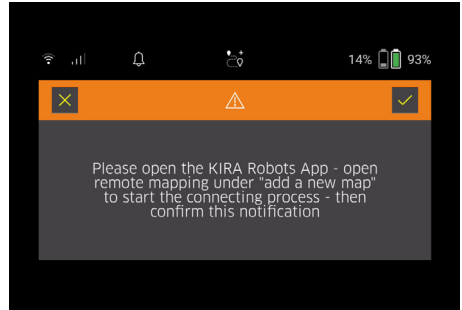 14% 93%
Please open the KIRA Robots App - open
remote mapping under "add a new map"
to start the connecting process - then
confirm this notification